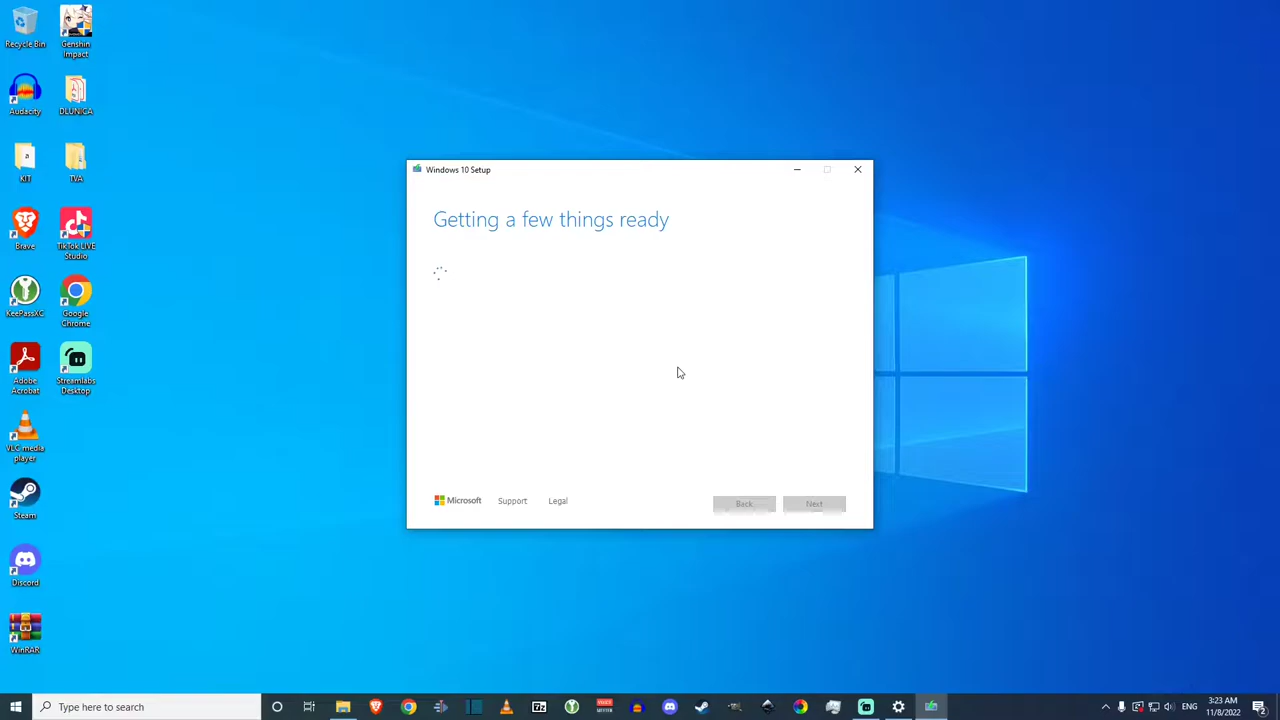 Recycle Bin
Genshin
Impact
Audacity
DLUNICA
KIT
TVA
Brave
TikTok LIVE
Studio
KeePassXC
Google
Chrome
Adobe
Acrobat
Streamlabs
Desktop
VLC media
player
Steam
Discord
WinRAR
Windows 10 Setup
Getting a few things ready
Microsoft
Support
Legal
Back
Next
Type here to search
ENG
3:23 AM
11/8/2022